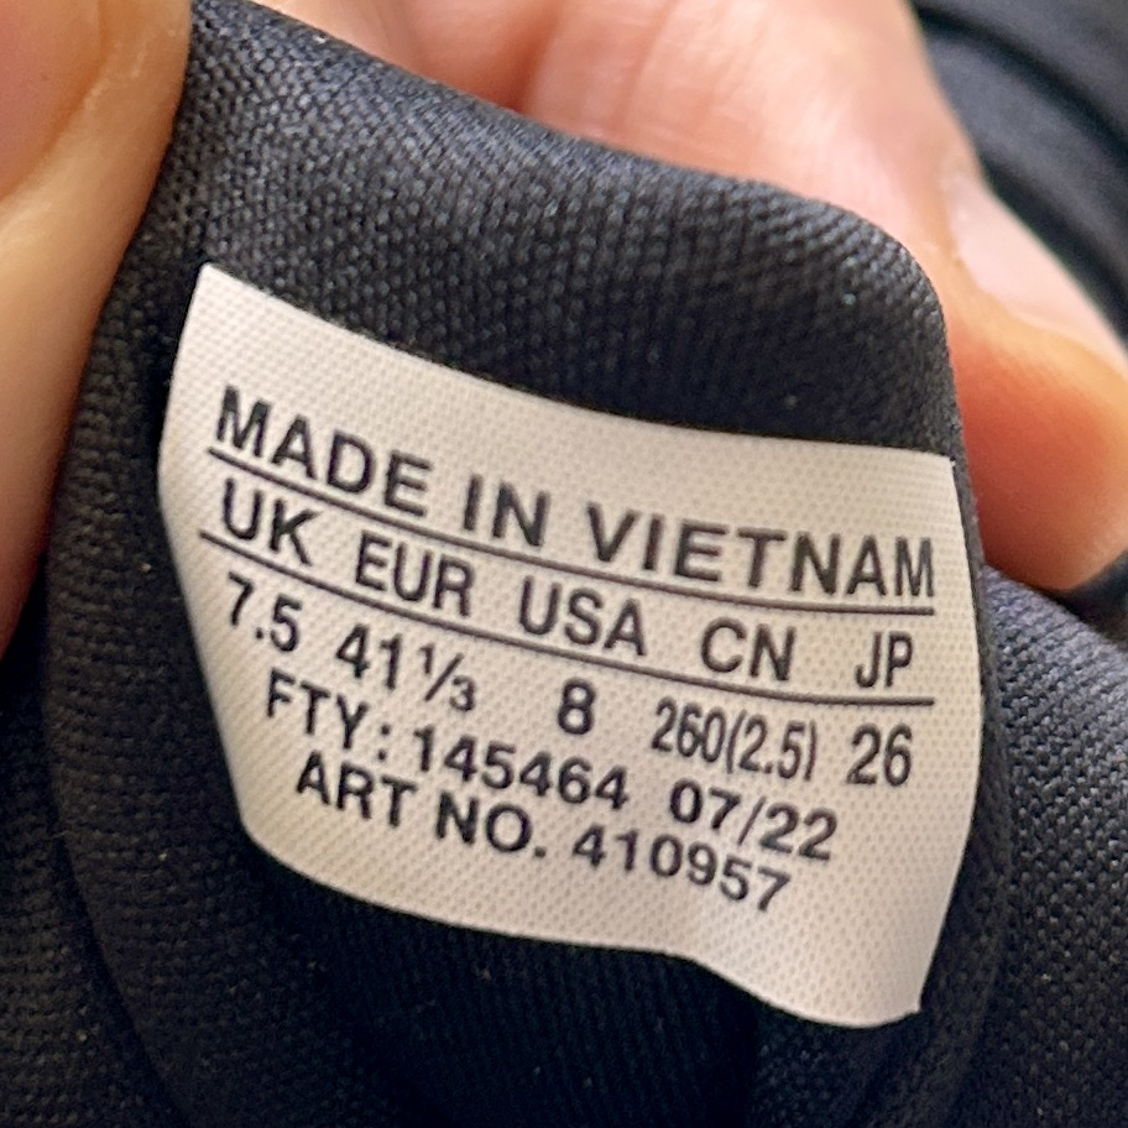 MADE IN VIETNAM
UK EUR USA CN JP
7.5 41⅓ 8 260(2.5) 26
FTY: 145464 07/22
ART NO. 410957